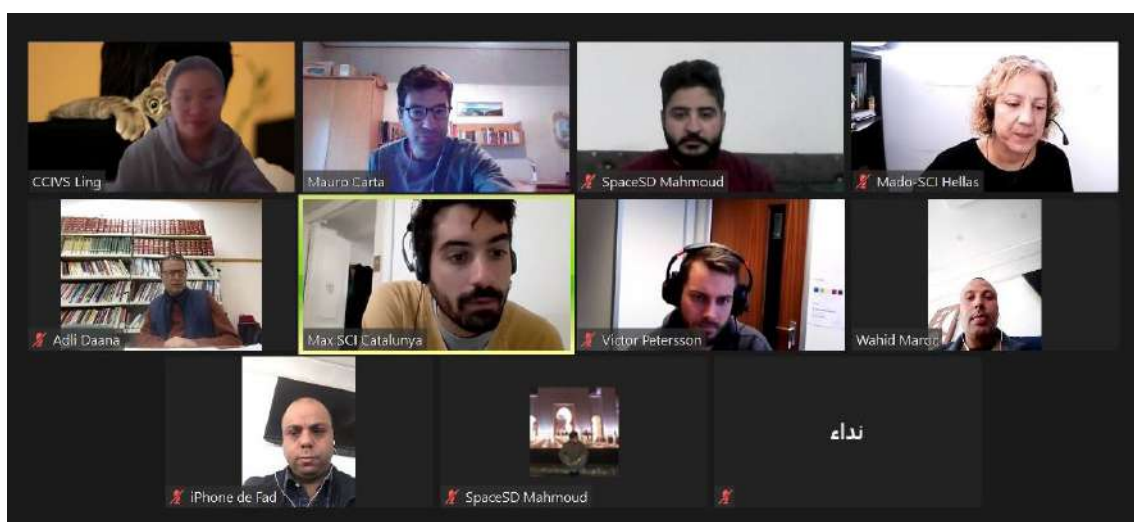 CCIVS Ling
Mauro Carta
SpaceSD Mahmoud
Mado-SCI Hellas
Adli Daana
Max SCI Catalunya
Victor Petersson
Wahid Maroc
iPhone de Fad
SpaceSD Mahmoud
نداء